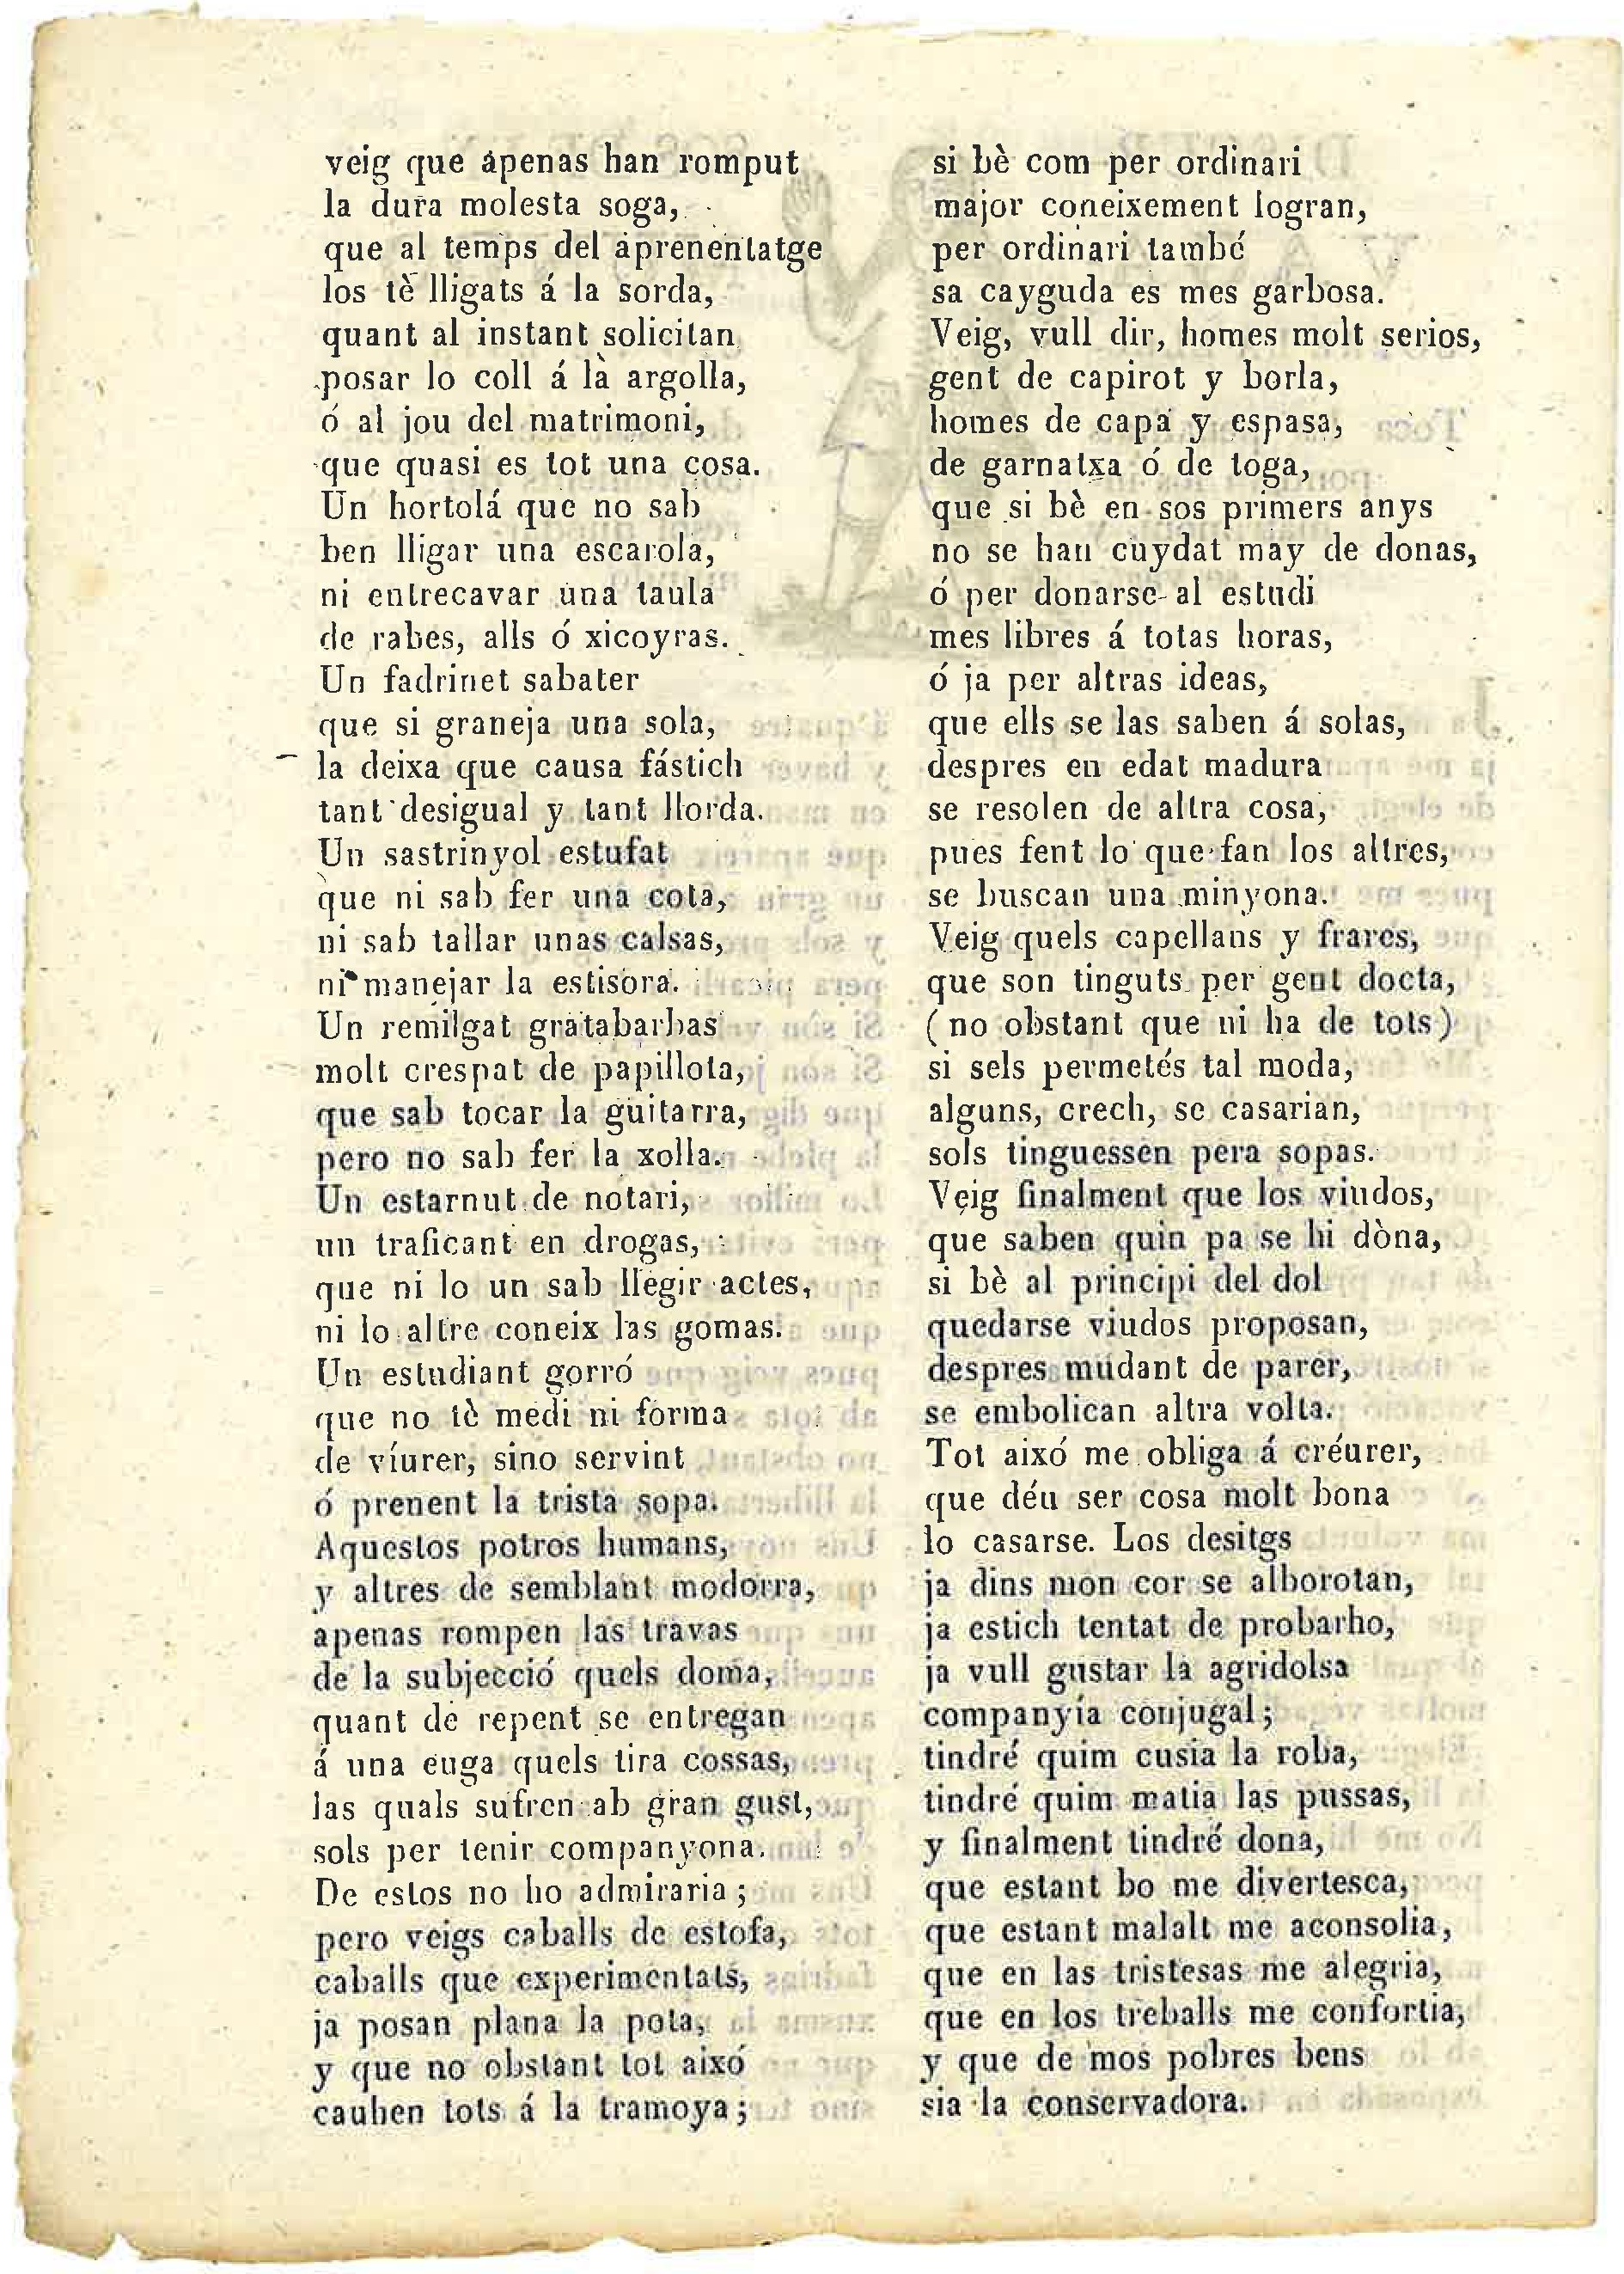 veig que apenas han romput
la dura molesta soga,
que al temps del aprenentatge
los tè lligats á la sorda,
quant al instant solicitan
posar lo coll á la argolla,
ó al jou del matrimoni,
que quasi es tot una cosa.
Un hortolá que no sab
ben lligar una escarola,
ni entrecavar una taula
de rabes, alls ó xicoyras.
Un fadrinet sabater
que si graneja una sola,
la deixa que causa fástich
tant desigual y tant llorda.
Un sastrinyol estufat
que ni sab fer una cota,
ni sab tallar unas calsas,
ni manejar la estisora.
Un remilgat gratabarbas
molt crespat de papillota,
que sab tocar la guitarra,
pero no sab fer la xolla.
Un estarnut de notari,
un traficant en drogas,
que ni lo un sab llegir actes,
ni lo altre coneix las gomas.
Un estudiant gorró
que no tè medi ni forma
de víurer, sino servint
ó prenent la trista sopa.
Aquestos potros humans,
y altres de semblant modorra,
apenas rompen las travas
de la subjecció quels doma,
quant de repent se entregan
á una euga quels tira cossas,
las quals sufren ab gran gust,
sols per tenir companyona.
De estos no ho admiraria;
pero veigs caballs de estofa,
caballs que experimentats,
ja posan plana la pota,
y que no obstant tot aixó
cauhen tots á la tramoya;
si bè com per ordinari
major coneixement logran,
per ordinari també
sa cayguda es mes garbosa.
Veig, vull dir, homes molt serios,
gent de capirot y borla,
homes de capa y espasa,
de garnatxa ó de toga,
que si bè en sos primers anys
no se han cuydat may de donas,
ó per donarse al estudi
mes libres á totas horas,
ó ja per altras ideas,
que ells se las saben á solas,
despres en edat madura
se resolen de altra cosa,
pues fent lo que fan los altres,
se buscan una minyona.
Veig quels capellans y frares,
que son tinguts per gent docta,
(no obstant que ni ha de tots)
si sels permetés tal moda,
alguns, crech, se casarian,
sols tinguessen pera sopas.
Veig finalment que los viudos,
que saben quin pa se hi dòna,
si bè al principi del dol
quedarse viudos proposan,
despres mudant de parer,
se embolican altra volta.
Tot aixó me obliga á créurer,
que déu ser cosa molt bona
lo casarse. Los desitgs
ja dins mon cor se alborotan,
ja estich tentat de probarho,
ja vull gustar la agridolsa
companyía conjugal;
tindré quim cusia la roba,
tindré quim matia las pussas,
y finalment tindré dona,
que estant bo me divertesca,
que estant malalt me aconsolia,
que en las tristesas me alegria,
que en los treballs me confortia,
y que de mos pobres bens
sia la conservadora.